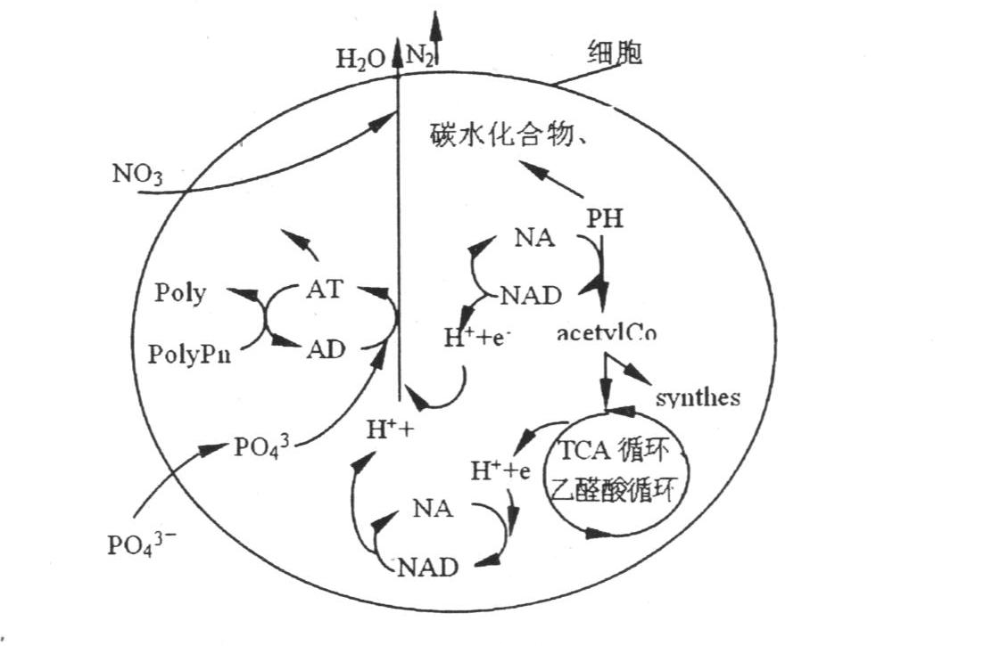 细胞
H₂O N₂
碳水化合物、
NO₃
PH
NA
NAD
Poly
AT
PolyPn
AD
H⁺+e⁻
acetylCo
synthes
H⁺+
PO₄³
TCA 循环
乙醛酸循环
H⁺+e
NA
NAD
PO₄³⁻